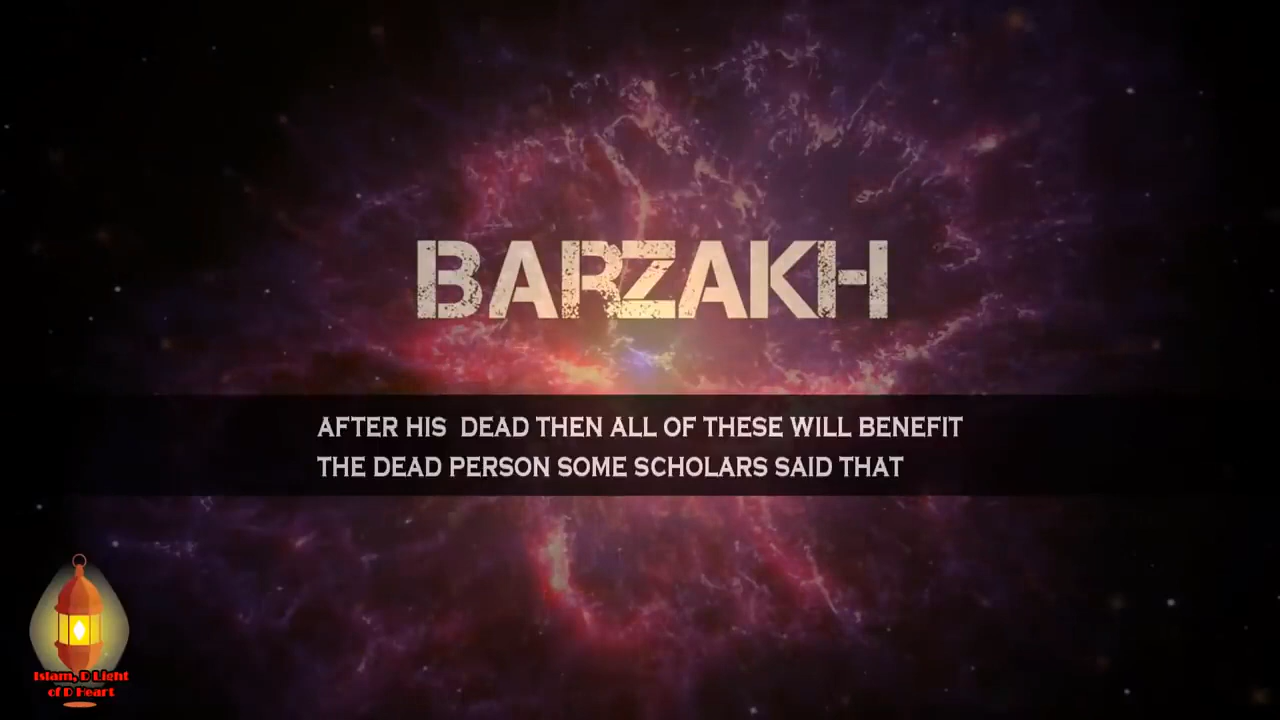 BARZAKH
AFTER HIS DEAD THEN ALL OF THESE WILL BENEFIT
THE DEAD PERSON SOME SCHOLARS SAID THAT
Islam, D Light
of D Heart